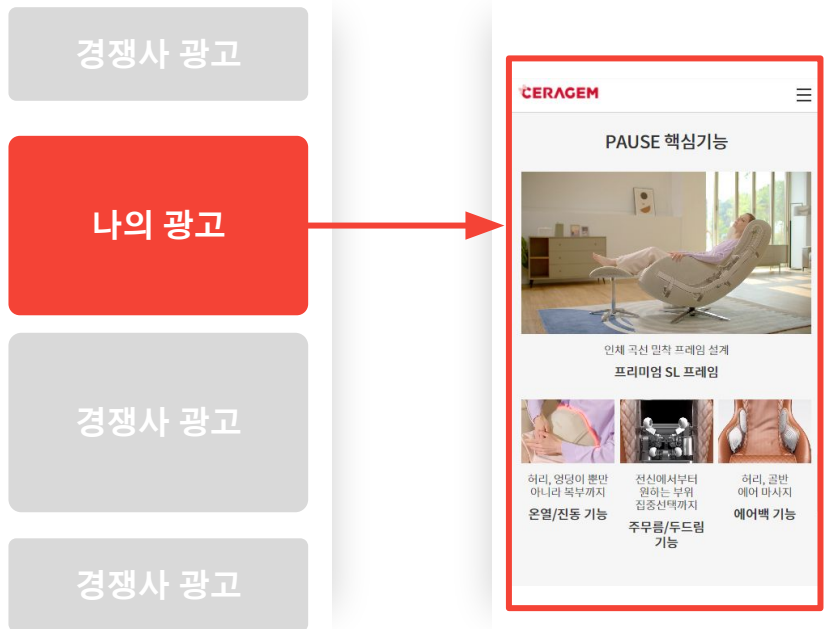 경쟁사 광고
나의 광고
경쟁사 광고
경쟁사 광고
CERAGEM
PAUSE 핵심기능
인체 곡선 밀착 프레임 설계
프리미엄 SL 프레임
허리, 엉덩이 뿐만
아니라 복부까지
온열/진동 기능
전신에서부터
원하는 부위
집중선택까지
주무름/두드림
기능
허리, 골반
에어 마사지
에어백 기능